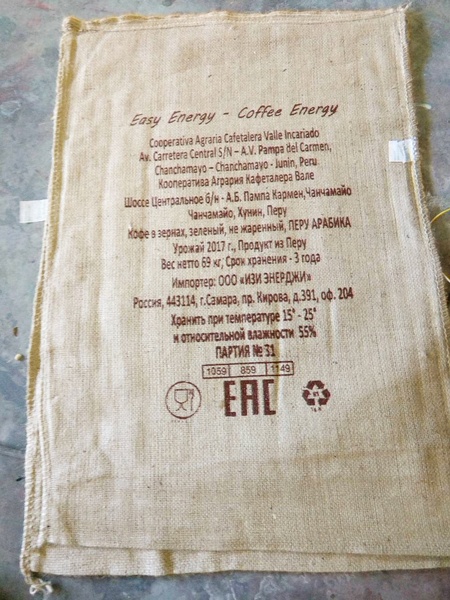 Easy Energy - Coffee Energy
Cooperativa Agraria Cafetalera Valle Incariado
Av. Carretera Central S/N – A.V. Pampa del Carmen,
Chanchamayo – Chanchamayo - Junin, Peru
Кооператива Агрария Кафеталера Вале
Шоссе Центральное б/н - А.Б. Пампа Кармен,Чанчамайо
Чанчамайо, Хунин, Перу
Кофе в зернах, зеленый, не жаренный, ПЕРУ АРАБИКА
Урожай 2017 г., Продукт из Перу
Вес нетто 69 кг, Срок хранения - 3 года
Импортер: ООО «ИЗИ ЭНЕРДЖИ»
Россия, 443114, г.Самара, пр. Кирова, д.391, оф. 204
Хранить при температуре 15° - 25°
и относительной влажности 55%
ПАРТИЯ № 31
1059 859 1149
EAC